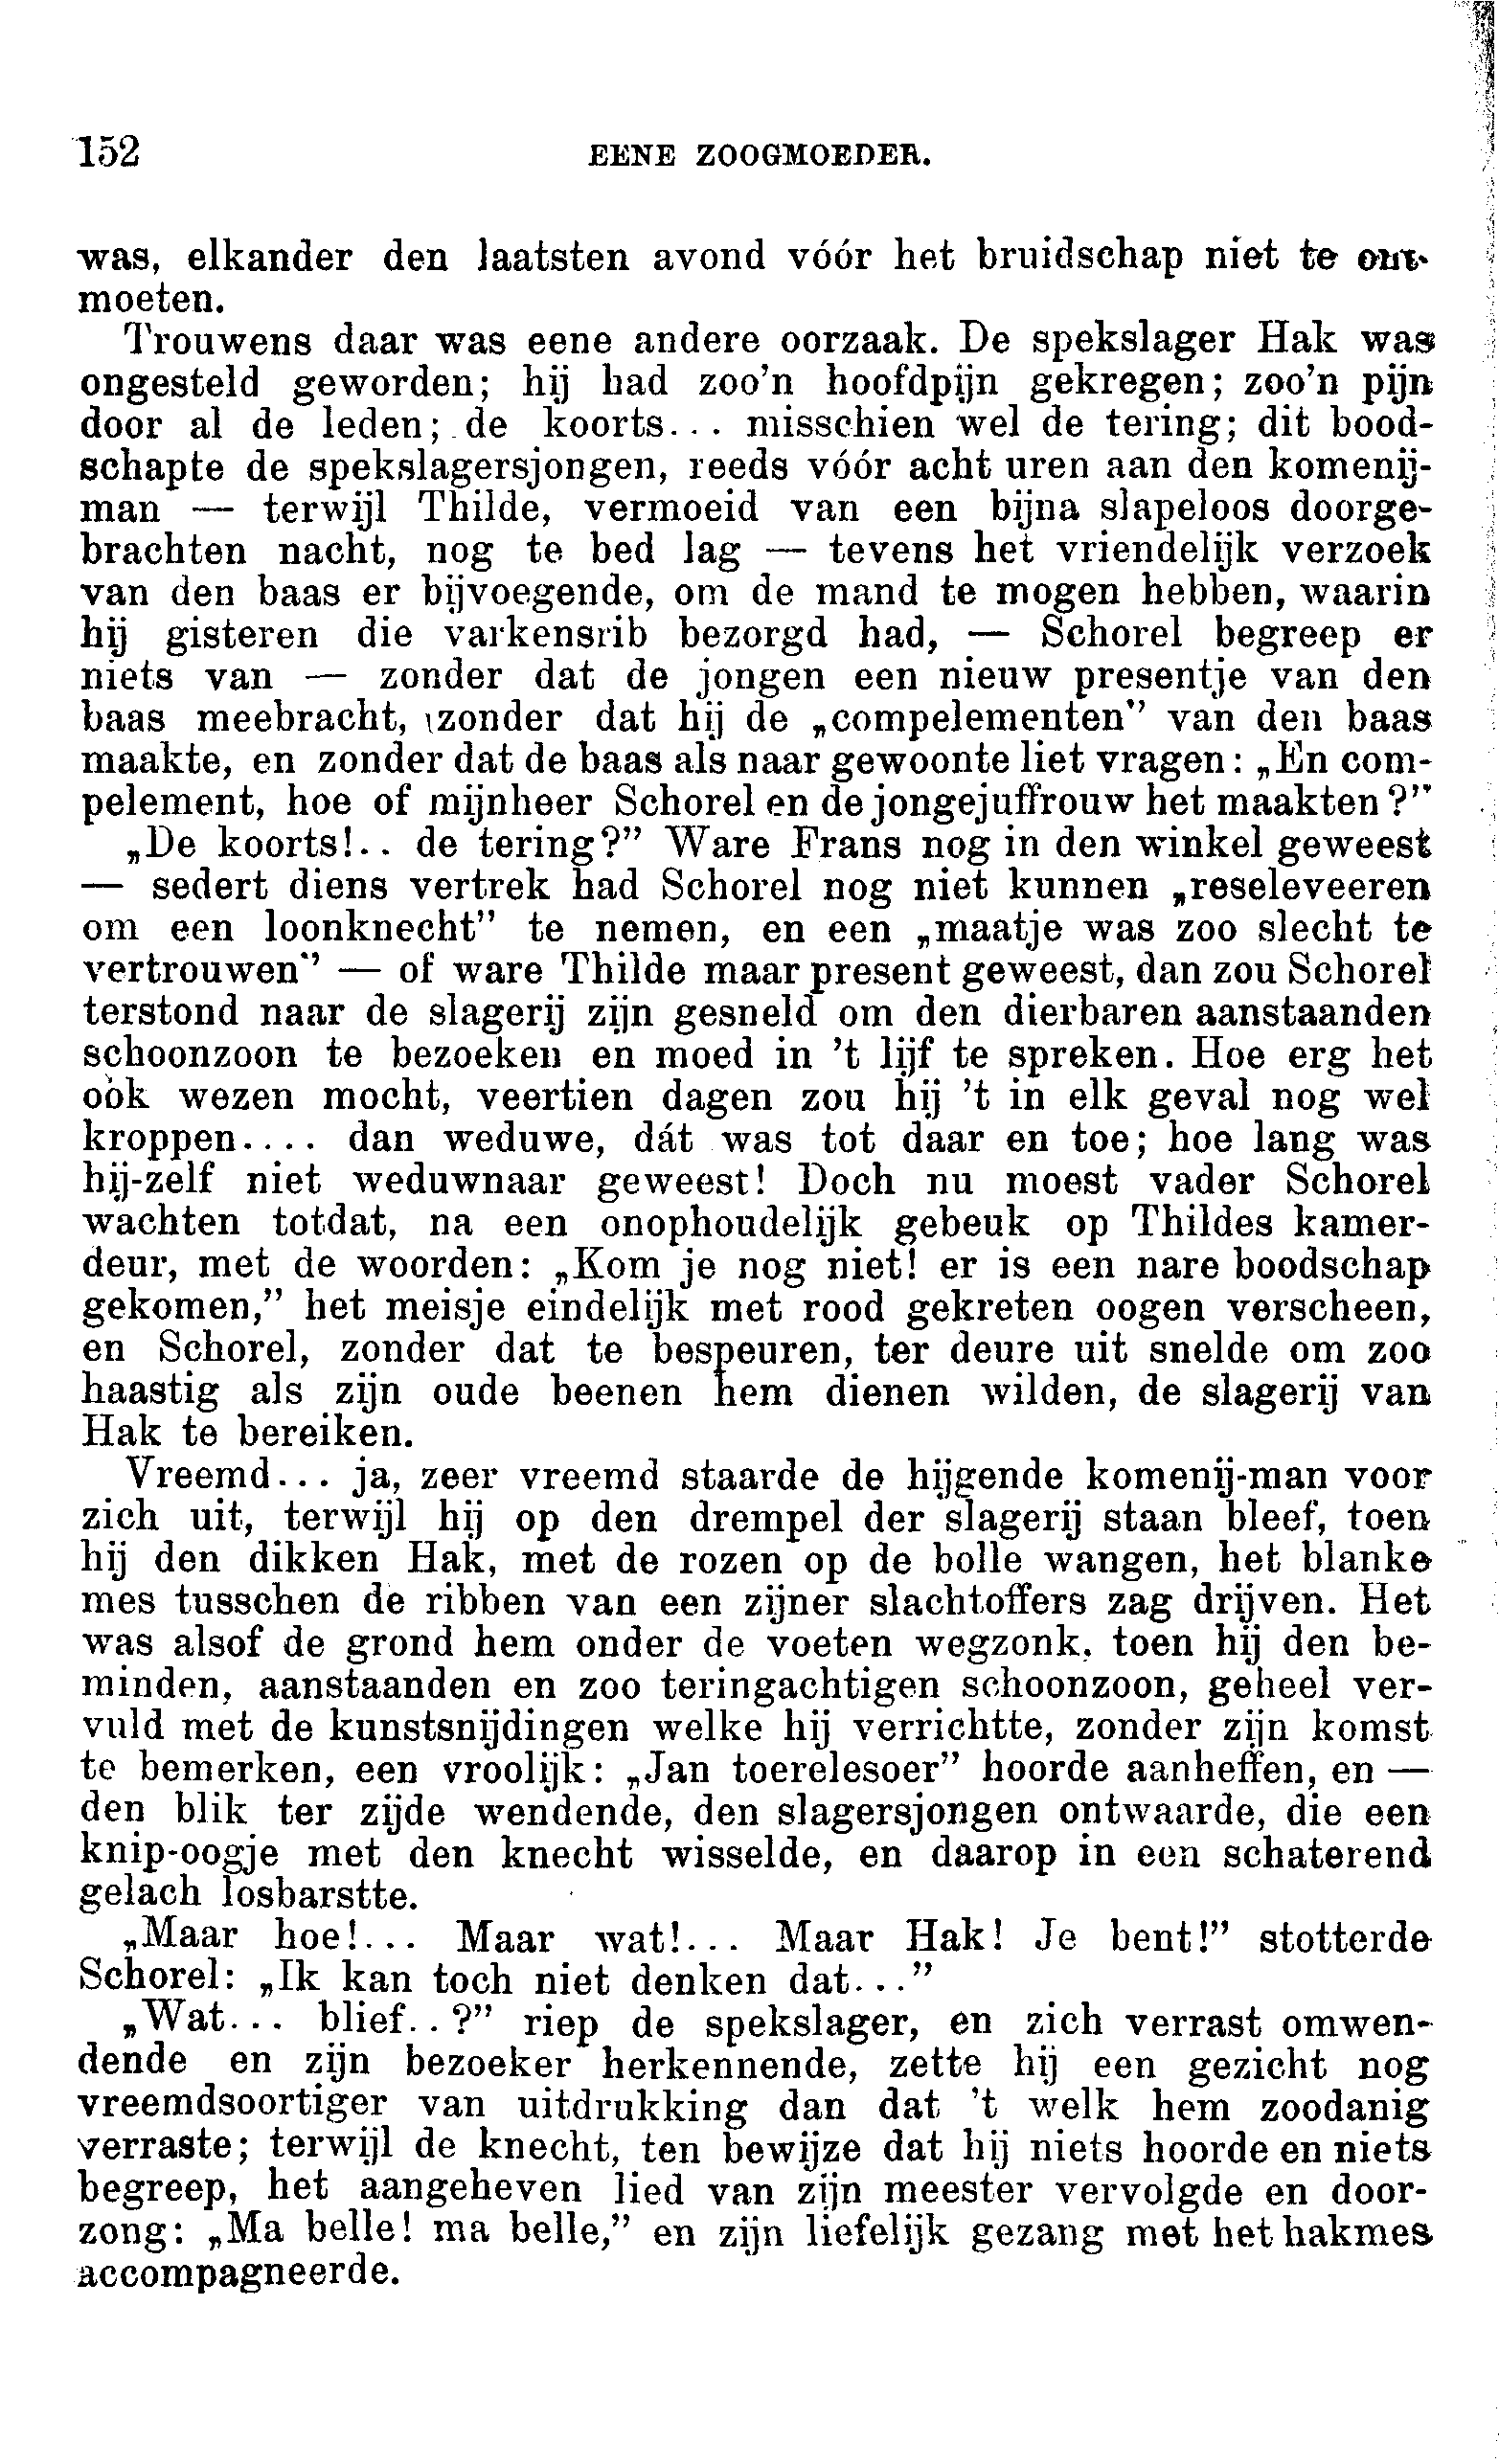 152 EENE ZOOGMOEDER.
was, elkander den laatsten avond vóór het bruidschap niet te ont-
moeten.
Trouwens daar was eene andere oorzaak. De spekslager Hak was
ongesteld geworden; hij had zoo'n hoofdpijn gekregen; zoo'n pijn
door al de leden; de koorts... misschien wel de tering; dit bood-
schapte de spekslagersjongen, reeds vóór acht uren aan den komenij-
man — terwijl Thilde, vermoeid van een bijna slapeloos doorge-
brachten nacht, nog te bed lag — tevens het vriendelijk verzoek
van den baas er bijvoegende, om de mand te mogen hebben, waarin
hij gisteren die varkensrib bezorgd had, — Schorel begreep er
niets van — zonder dat de jongen een nieuw presentje van den
baas meebracht, zonder dat hij de „compelementen” van den baas
maakte, en zonder dat de baas als naar gewoonte liet vragen: „En com-
pelement, hoe of mijnheer Schorel en de jongejuffrouw het maakten?”
„De koorts!.. de tering?” Ware Frans nog in den winkel geweest
— sedert diens vertrek had Schorel nog niet kunnen „reseleveeren
om een loonknecht” te nemen, en een „maatje was zoo slecht te
vertrouwen” — of ware Thilde maar present geweest, dan zou Schorel
terstond naar de slagerij zijn gesneld om den dierbaren aanstaanden
schoonzoon te bezoeken en moed in 't lijf te spreken. Hoe erg het
ook wezen mocht, veertien dagen zou hij 't in elk geval nog wel
kroppen.... dan weduwe, dát was tot daar en toe; hoe lang was
hij-zelf niet weduwnaar geweest! Doch nu moest vader Schorel
wachten totdat, na een onophoudelijk gebeuk op Thildes kamer-
deur, met de woorden: „Kom je nog niet! er is een nare boodschap
gekomen,” het meisje eindelijk met rood gekreten oogen verscheen,
en Schorel, zonder dat te bespeuren, ter deure uit snelde om zoo
haastig als zijn oude beenen hem dienen wilden, de slagerij van
Hak te bereiken.
Vreemd... ja, zeer vreemd staarde de hijgende komenij-man voor
zich uit, terwijl hij op den drempel der slagerij staan bleef, toen
hij den dikken Hak, met de rozen op de bolle wangen, het blanke
mes tusschen de ribben van een zijner slachtoffers zag drijven. Het
was alsof de grond hem onder de voeten wegzonk, toen hij den be-
minden, aanstaanden en zoo teringachtigen schoonzoon, geheel ver-
vuld met de kunstsnijdingen welke hij verrichtte, zonder zijn komst
te bemerken, een vroolijk: „Jan toerelesoer” hoorde aanheffen, en —
den blik ter zijde wendende, den slagersjongen ontwaarde, die een
knip-oogje met den knecht wisselde, en daarop in een schaterend
gelach losbarstte.
„Maar hoe!... Maar wat!... Maar Hak! Je bent!” stotterde
Schorel: „Ik kan toch niet denken dat...”
„Wat... blief..?” riep de spekslager, en zich verrast omwen-
dende en zijn bezoeker herkennende, zette hij een gezicht nog
vreemdsoortiger van uitdrukking dan dat 't welk hem zoodanig
verraste; terwijl de knecht, ten bewijze dat hij niets hoorde en niets
begreep, het aangeheven lied van zijn meester vervolgde en door-
zong: „Ma belle! ma belle,” en zijn liefelijk gezang met het hakmes
accompagneerde.